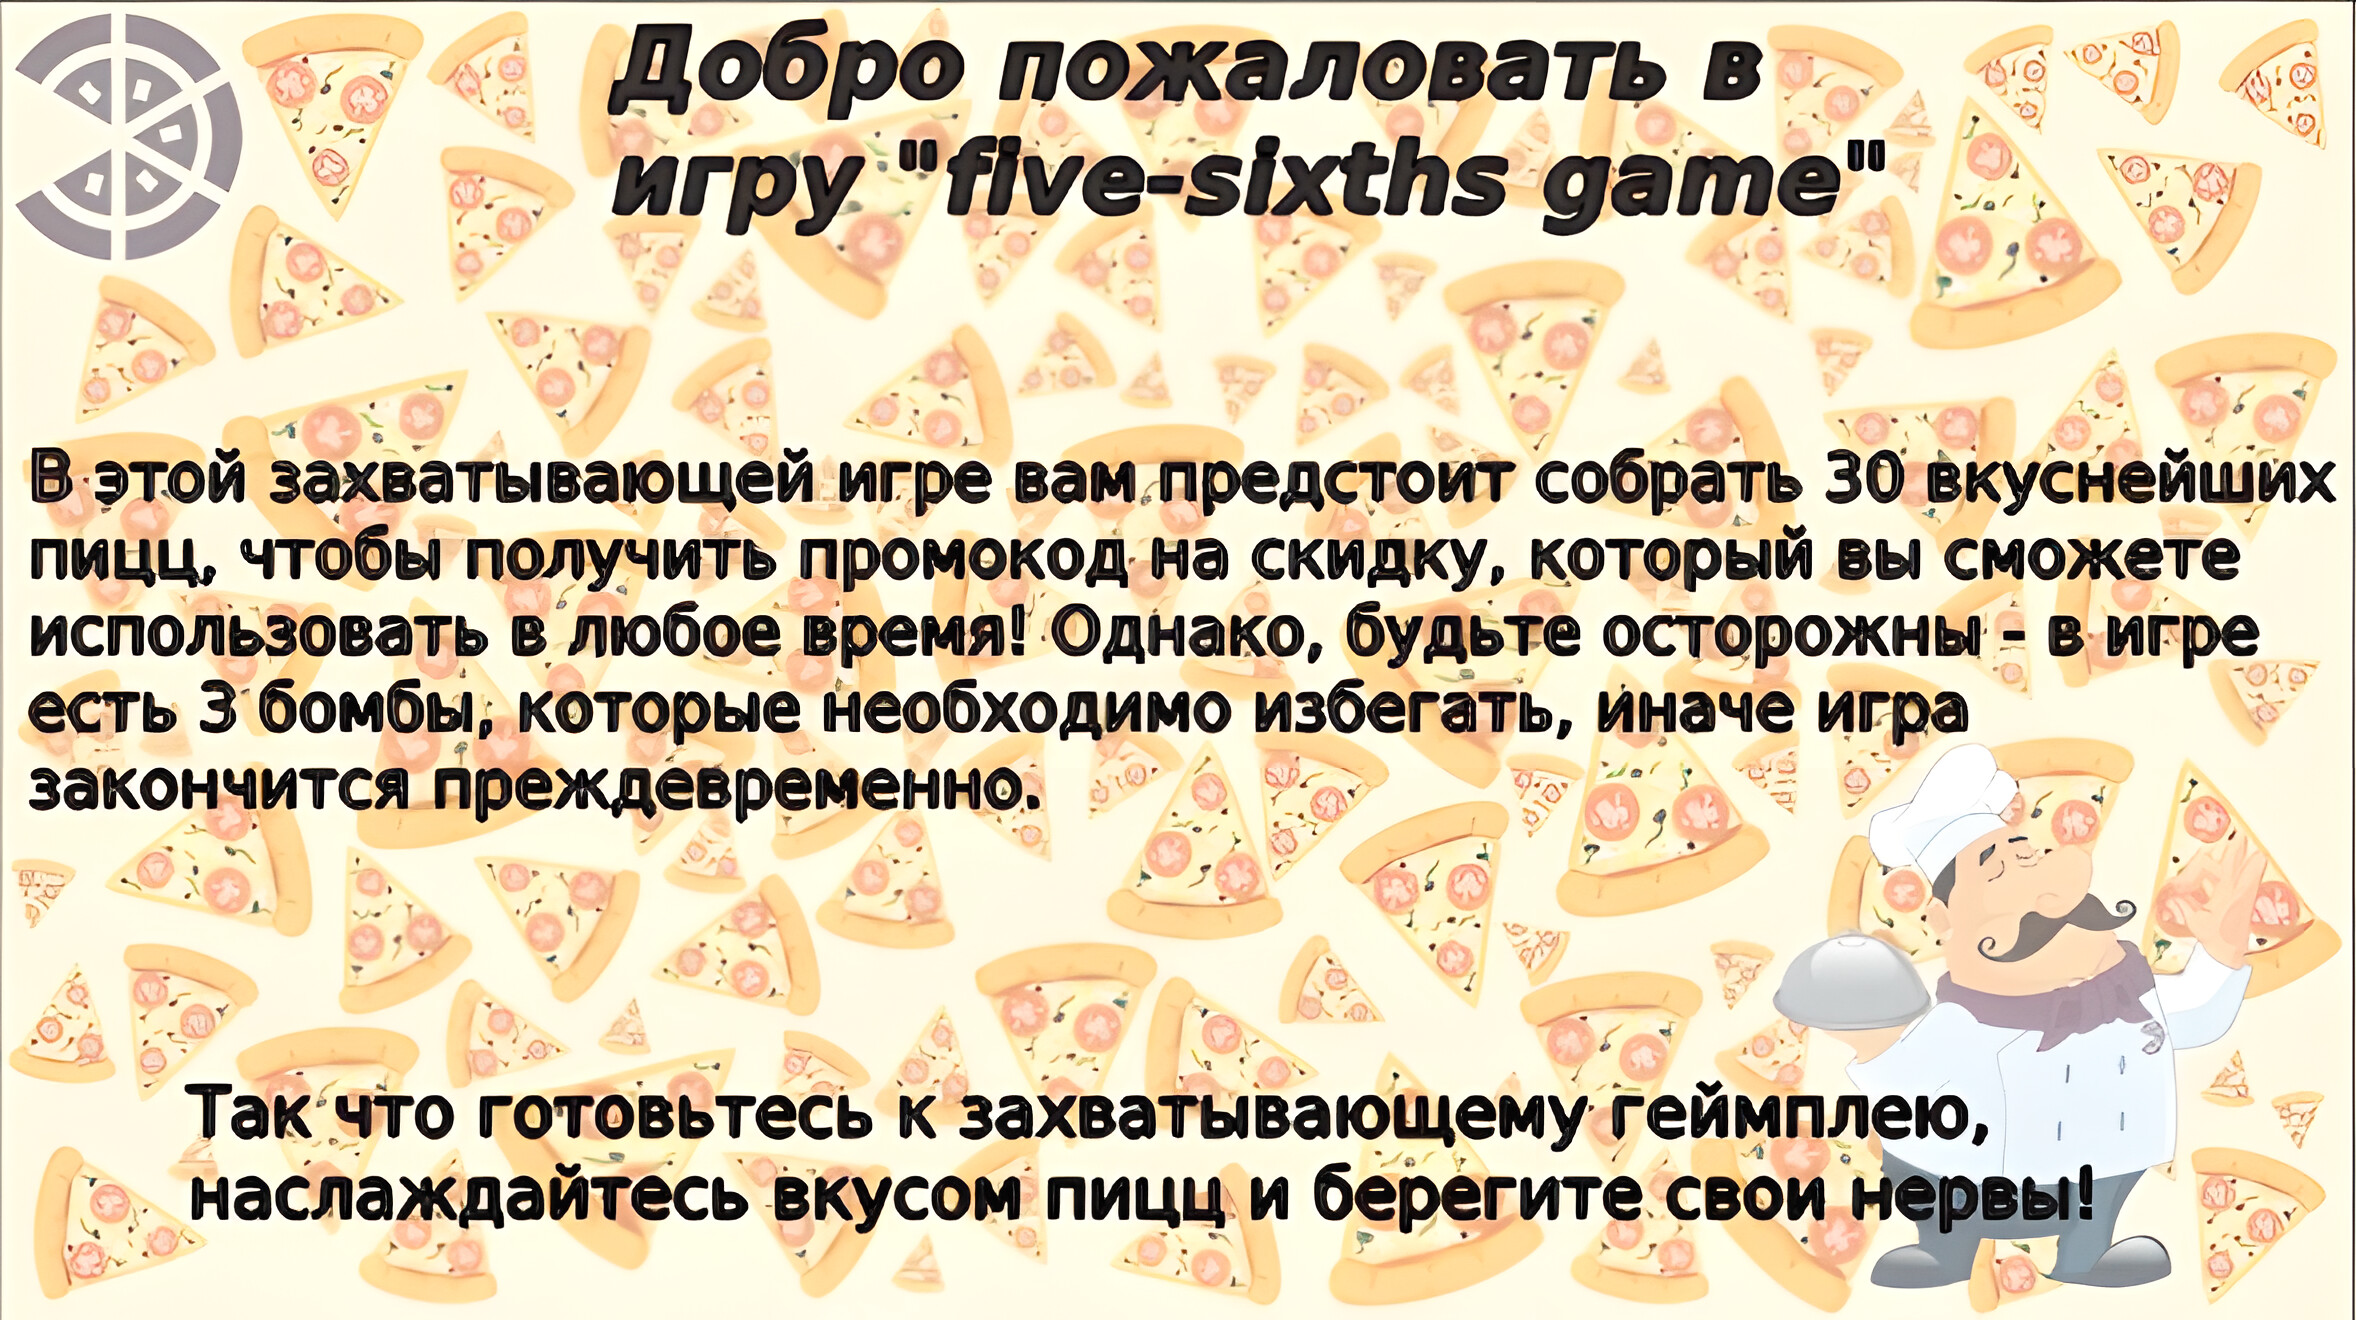 Добро пожаловать в
игру "five-sixths game"
В этой захватывающей игре вам предстоит собрать 30 вкуснейших
пицц, чтобы получить промокод на скидку, который вы сможете
использовать в любое время! Однако, будьте осторожны - в игре
есть 3 бомбы, которые необходимо избегать, иначе игра
закончится преждевременно.
Так что готовьтесь к захватывающему геймплею,
наслаждайтесь вкусом пицц и берегите свои нервы!